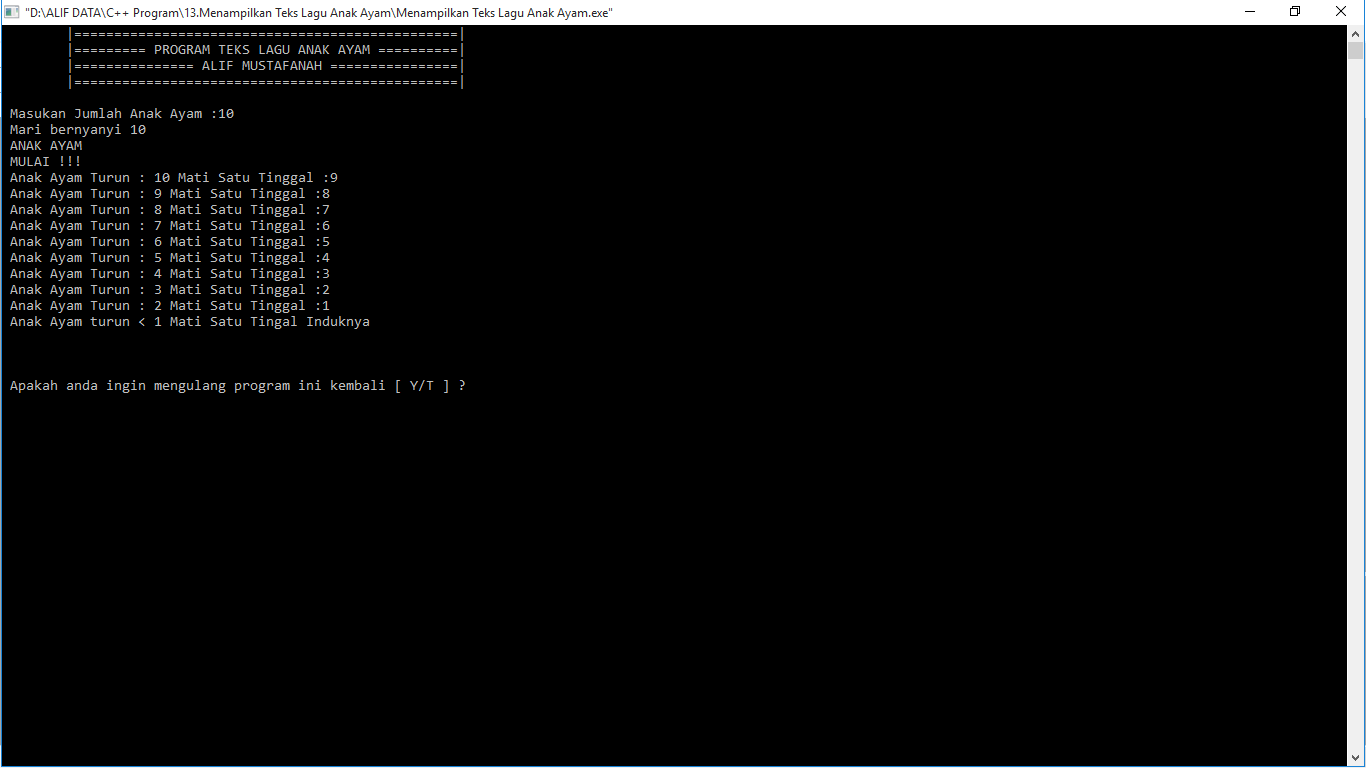 "D:\ALIF DATA\C++ Program\13.Menampilkan Teks Lagu Anak Ayam\Menampilkan Teks Lagu Anak Ayam.exe"
|================================================|
|========= PROGRAM TEKS LAGU ANAK AYAM ==========|
|=============== ALIF MUSTAFANAH ================|
|================================================|
Masukan Jumlah Anak Ayam :10
Mari bernyanyi 10
ANAK AYAM
MULAI !!!
Anak Ayam Turun : 10 Mati Satu Tinggal :9
Anak Ayam Turun : 9 Mati Satu Tinggal :8
Anak Ayam Turun : 8 Mati Satu Tinggal :7
Anak Ayam Turun : 7 Mati Satu Tinggal :6
Anak Ayam Turun : 6 Mati Satu Tinggal :5
Anak Ayam Turun : 5 Mati Satu Tinggal :4
Anak Ayam Turun : 4 Mati Satu Tinggal :3
Anak Ayam Turun : 3 Mati Satu Tinggal :2
Anak Ayam Turun : 2 Mati Satu Tinggal :1
Anak Ayam turun < 1 Mati Satu Tingal Induknya
Apakah anda ingin mengulang program ini kembali [ Y/T ] ?